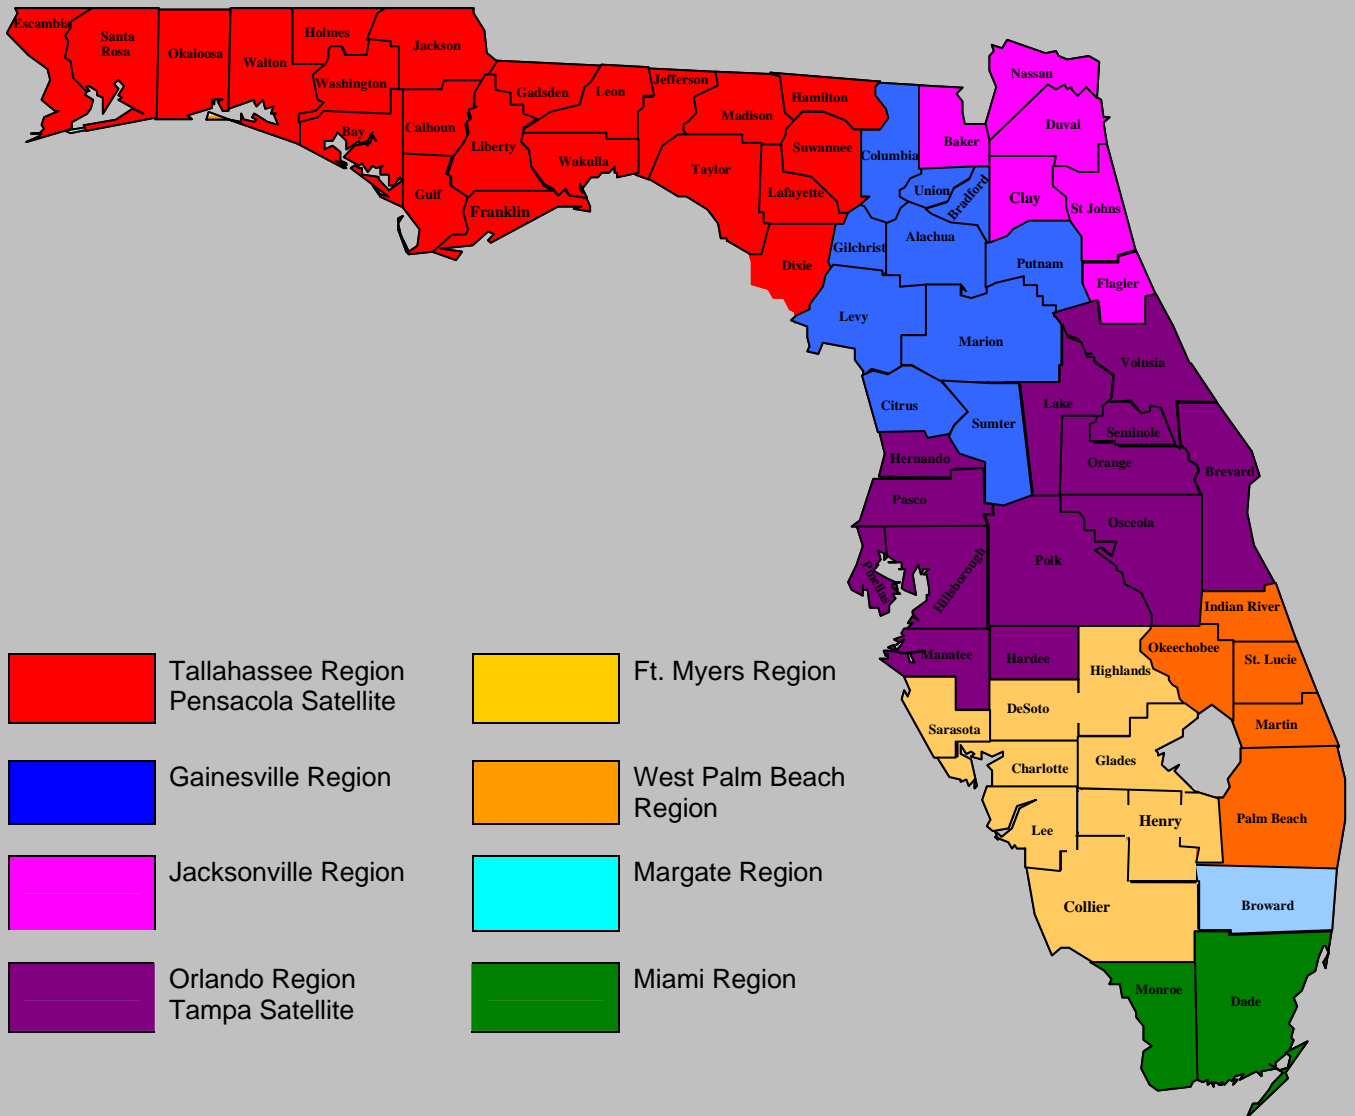 Escambia
Santa
Rosa
Okaloosa
Walton
Holmes
Washington
Jackson
Bay
Calhoun
Gulf
Liberty
Gadsden
Franklin
Leon
Wakulla
Jefferson
Madison
Taylor
Hamilton
Suwannee
Lafayette
Dixie
Columbia
Baker
Nassau
Duval
Union
Bradford
Clay
St Johns
Gilchrist
Alachua
Putnam
Flagler
Levy
Marion
Volusia
Citrus
Sumter
Lake
Seminole
Orange
Brevard
Hernando
Pasco
Osceola
Polk
Pinellas
Hillsborough
Indian River
Manatee
Hardee
Highlands
Okeechobee
St. Lucie
DeSoto
Sarasota
Martin
Charlotte
Glades
Lee
Henry
Palm Beach
Collier
Broward
Monroe
Dade
Tallahassee Region
Pensacola Satellite
Gainesville Region
Jacksonville Region
Orlando Region
Tampa Satellite
Ft. Myers Region
West Palm Beach
Region
Margate Region
Miami Region